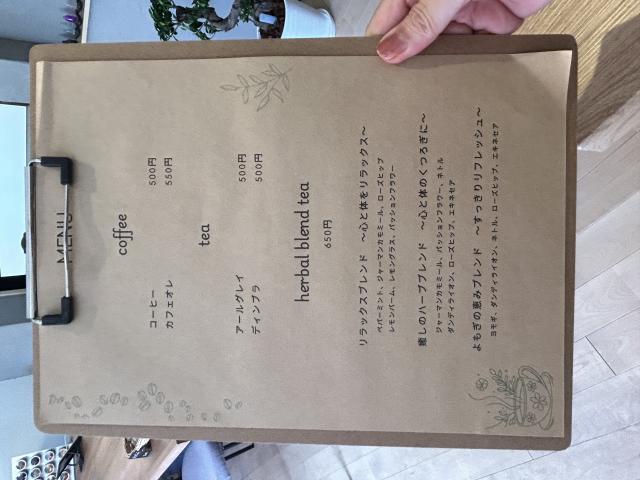 MENU
coffee
コーヒー 500円
カフェオレ 550円
tea
アールグレイ 500円
ディンブラ 500円
herbal blend tea
650円
リラックスブレンド ～心と体をリラックス～
ペパーミント、ジャーマンカモミール、ローズヒップ
レモンバーム、レモングラス、パッションフラワー
癒しのハーブブレンド ～心と体のくつろぎに～
ジャーマンカモミール、パッションフラワー、ネトル
ダンディライオン、ローズヒップ、エキネセア
よもぎの恵みブレンド ～すっきりリフレッシュ～
ヨモギ、ダンディライオン、ネトル、ローズヒップ、エキネセア